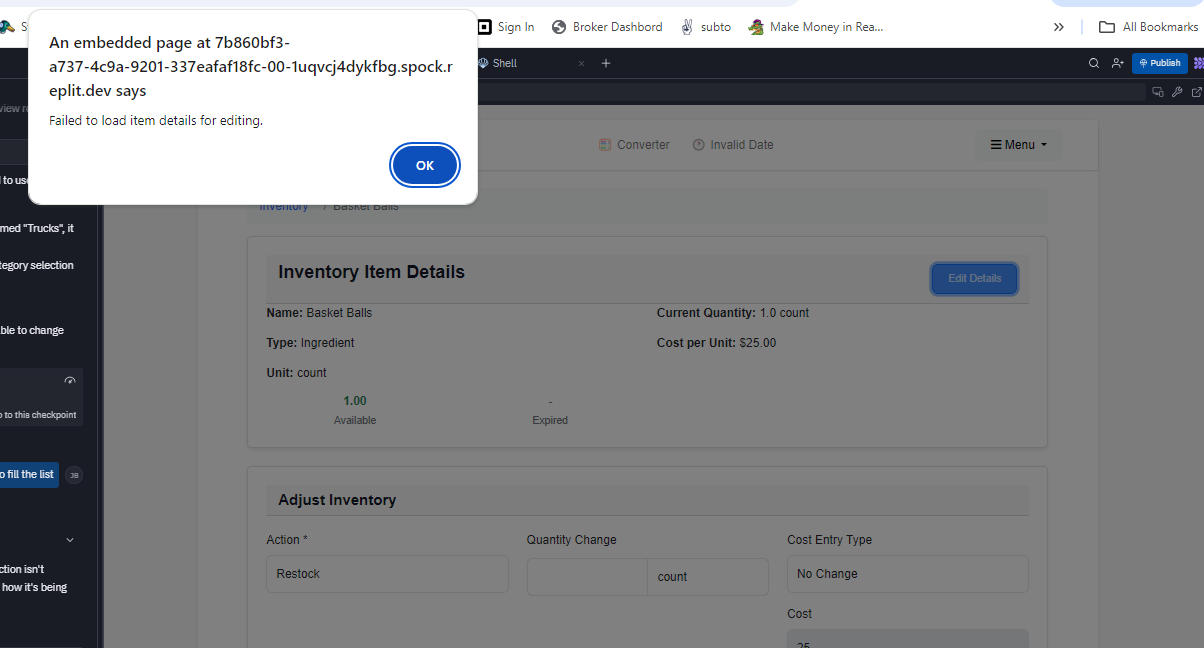 Sign In
Broker Dashbord
subto
Make Money in Rea...
All Bookmarks
An embedded page at 7b860bf3-
a737-4c9a-9201-337eafaf18fc-00-1uqvcj4dykfbg.spock.r
eplit.dev says
Failed to load item details for editing.
OK
Shell
Publish
Converter
Invalid Date
Menu
Inventory / Basket Balls
Inventory Item Details
Edit Details
Name: Basket Balls
Current Quantity: 1.0 count
Type: Ingredient
Cost per Unit: $25.00
Unit: count
1.00
-
Available
Expired
Adjust Inventory
Action *
Quantity Change
Cost Entry Type
Restock
count
No Change
Cost
25
view re
l to use
med "Trucks", it
tegory selection
ble to change
o to this checkpoint
o fill the list
JB
ction isn't
how it's being